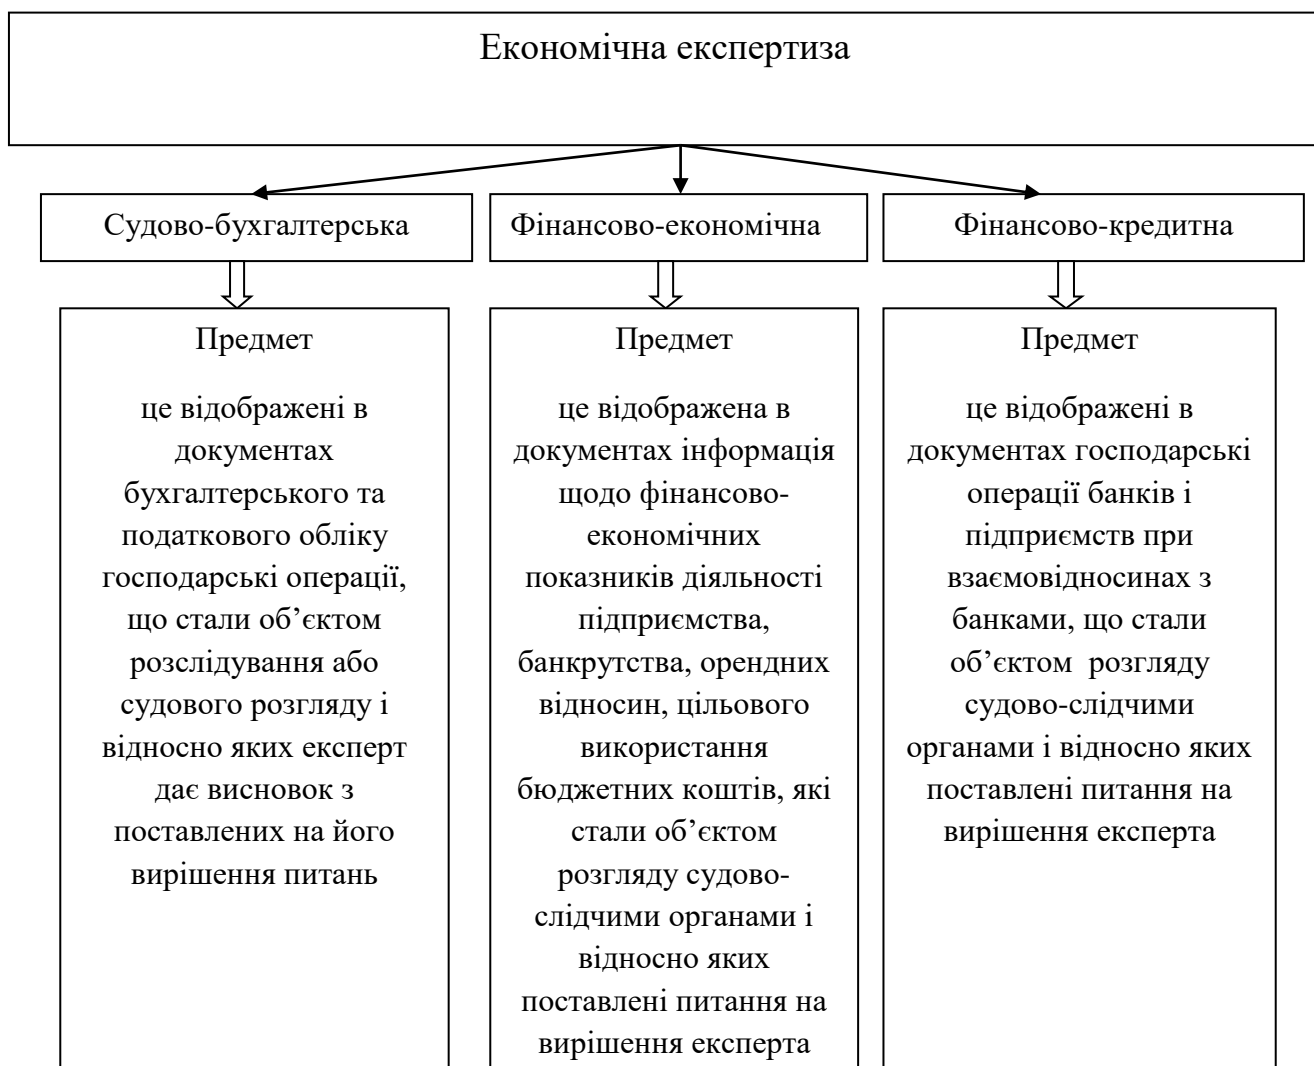 Економічна експертиза
Судово-бухгалтерська
Фінансово-економічна
Фінансово-кредитна
Предмет
це відображені в
документах
бухгалтерського та
податкового обліку
господарські операції,
що стали об’єктом
розслідування або
судового розгляду і
відносно яких експерт
дає висновок з
поставлених на його
вирішення питань
Предмет
це відображена в
документах інформація
щодо фінансово-
економічних
показників діяльності
підприємства,
банкрутства, орендних
відносин, цільового
використання
бюджетних коштів, які
стали об’єктом
розгляду судово-
слідчими органами і
відносно яких
поставлені питання на
вирішення експерта
Предмет
це відображені в
документах господарські
операції банків і
підприємств при
взаємовідносинах з
банками, що стали
об’єктом  розгляду
судово-слідчими
органами і відносно яких
поставлені питання на
вирішення експерта